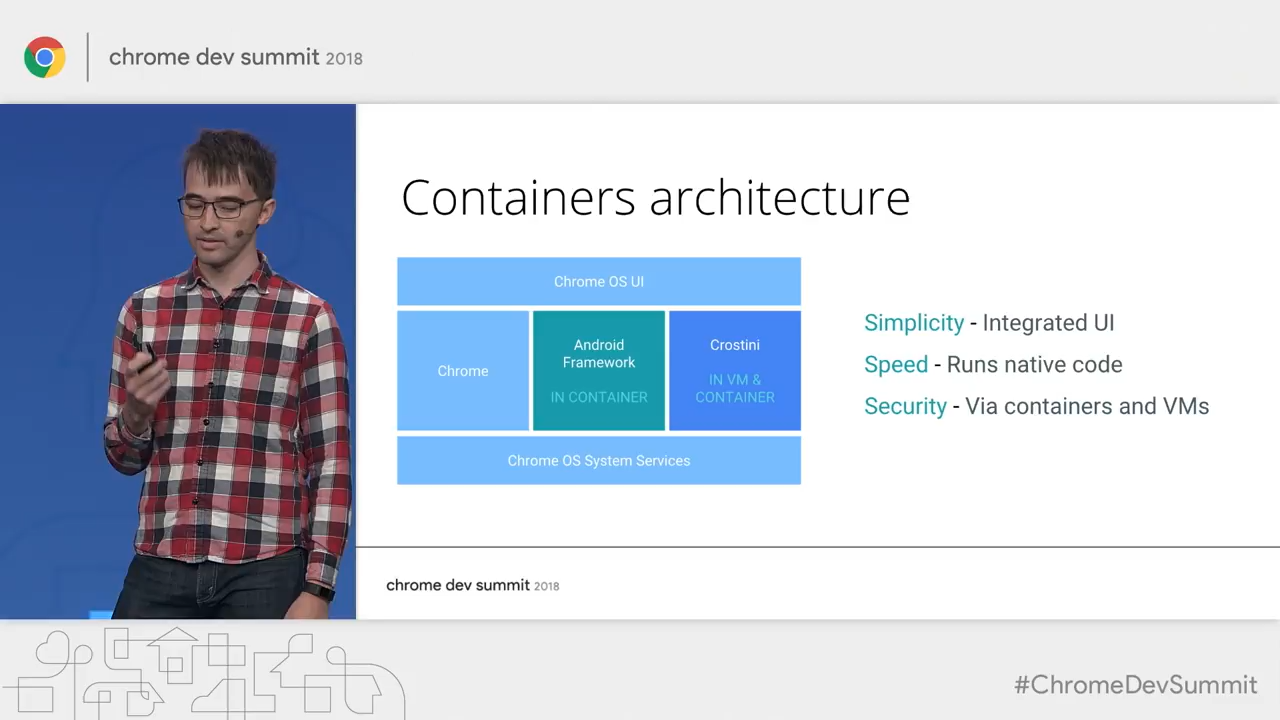 chrome dev summit 2018
Containers architecture
Chrome OS UI
Chrome
Android
Framework
IN CONTAINER
Crostini
IN VM &
CONTAINER
Chrome OS System Services
Simplicity - Integrated UI
Speed - Runs native code
Security - Via containers and VMs
chrome dev summit 2018
#ChromeDevSummit